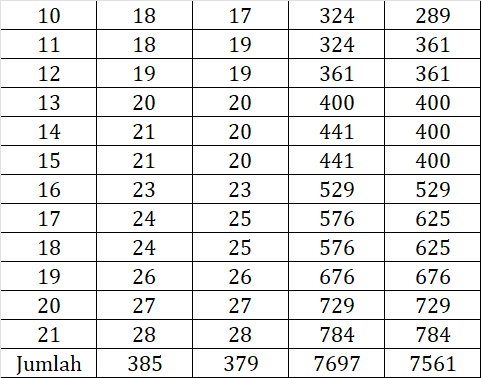 10 18 17 324 289
11 18 19 324 361
12 19 19 361 361
13 20 20 400 400
14 21 20 441 400
15 21 20 441 400
16 23 23 529 529
17 24 25 576 625
18 24 25 576 625
19 26 26 676 676
20 27 27 729 729
21 28 28 784 784
Jumlah 385 379 7697 7561